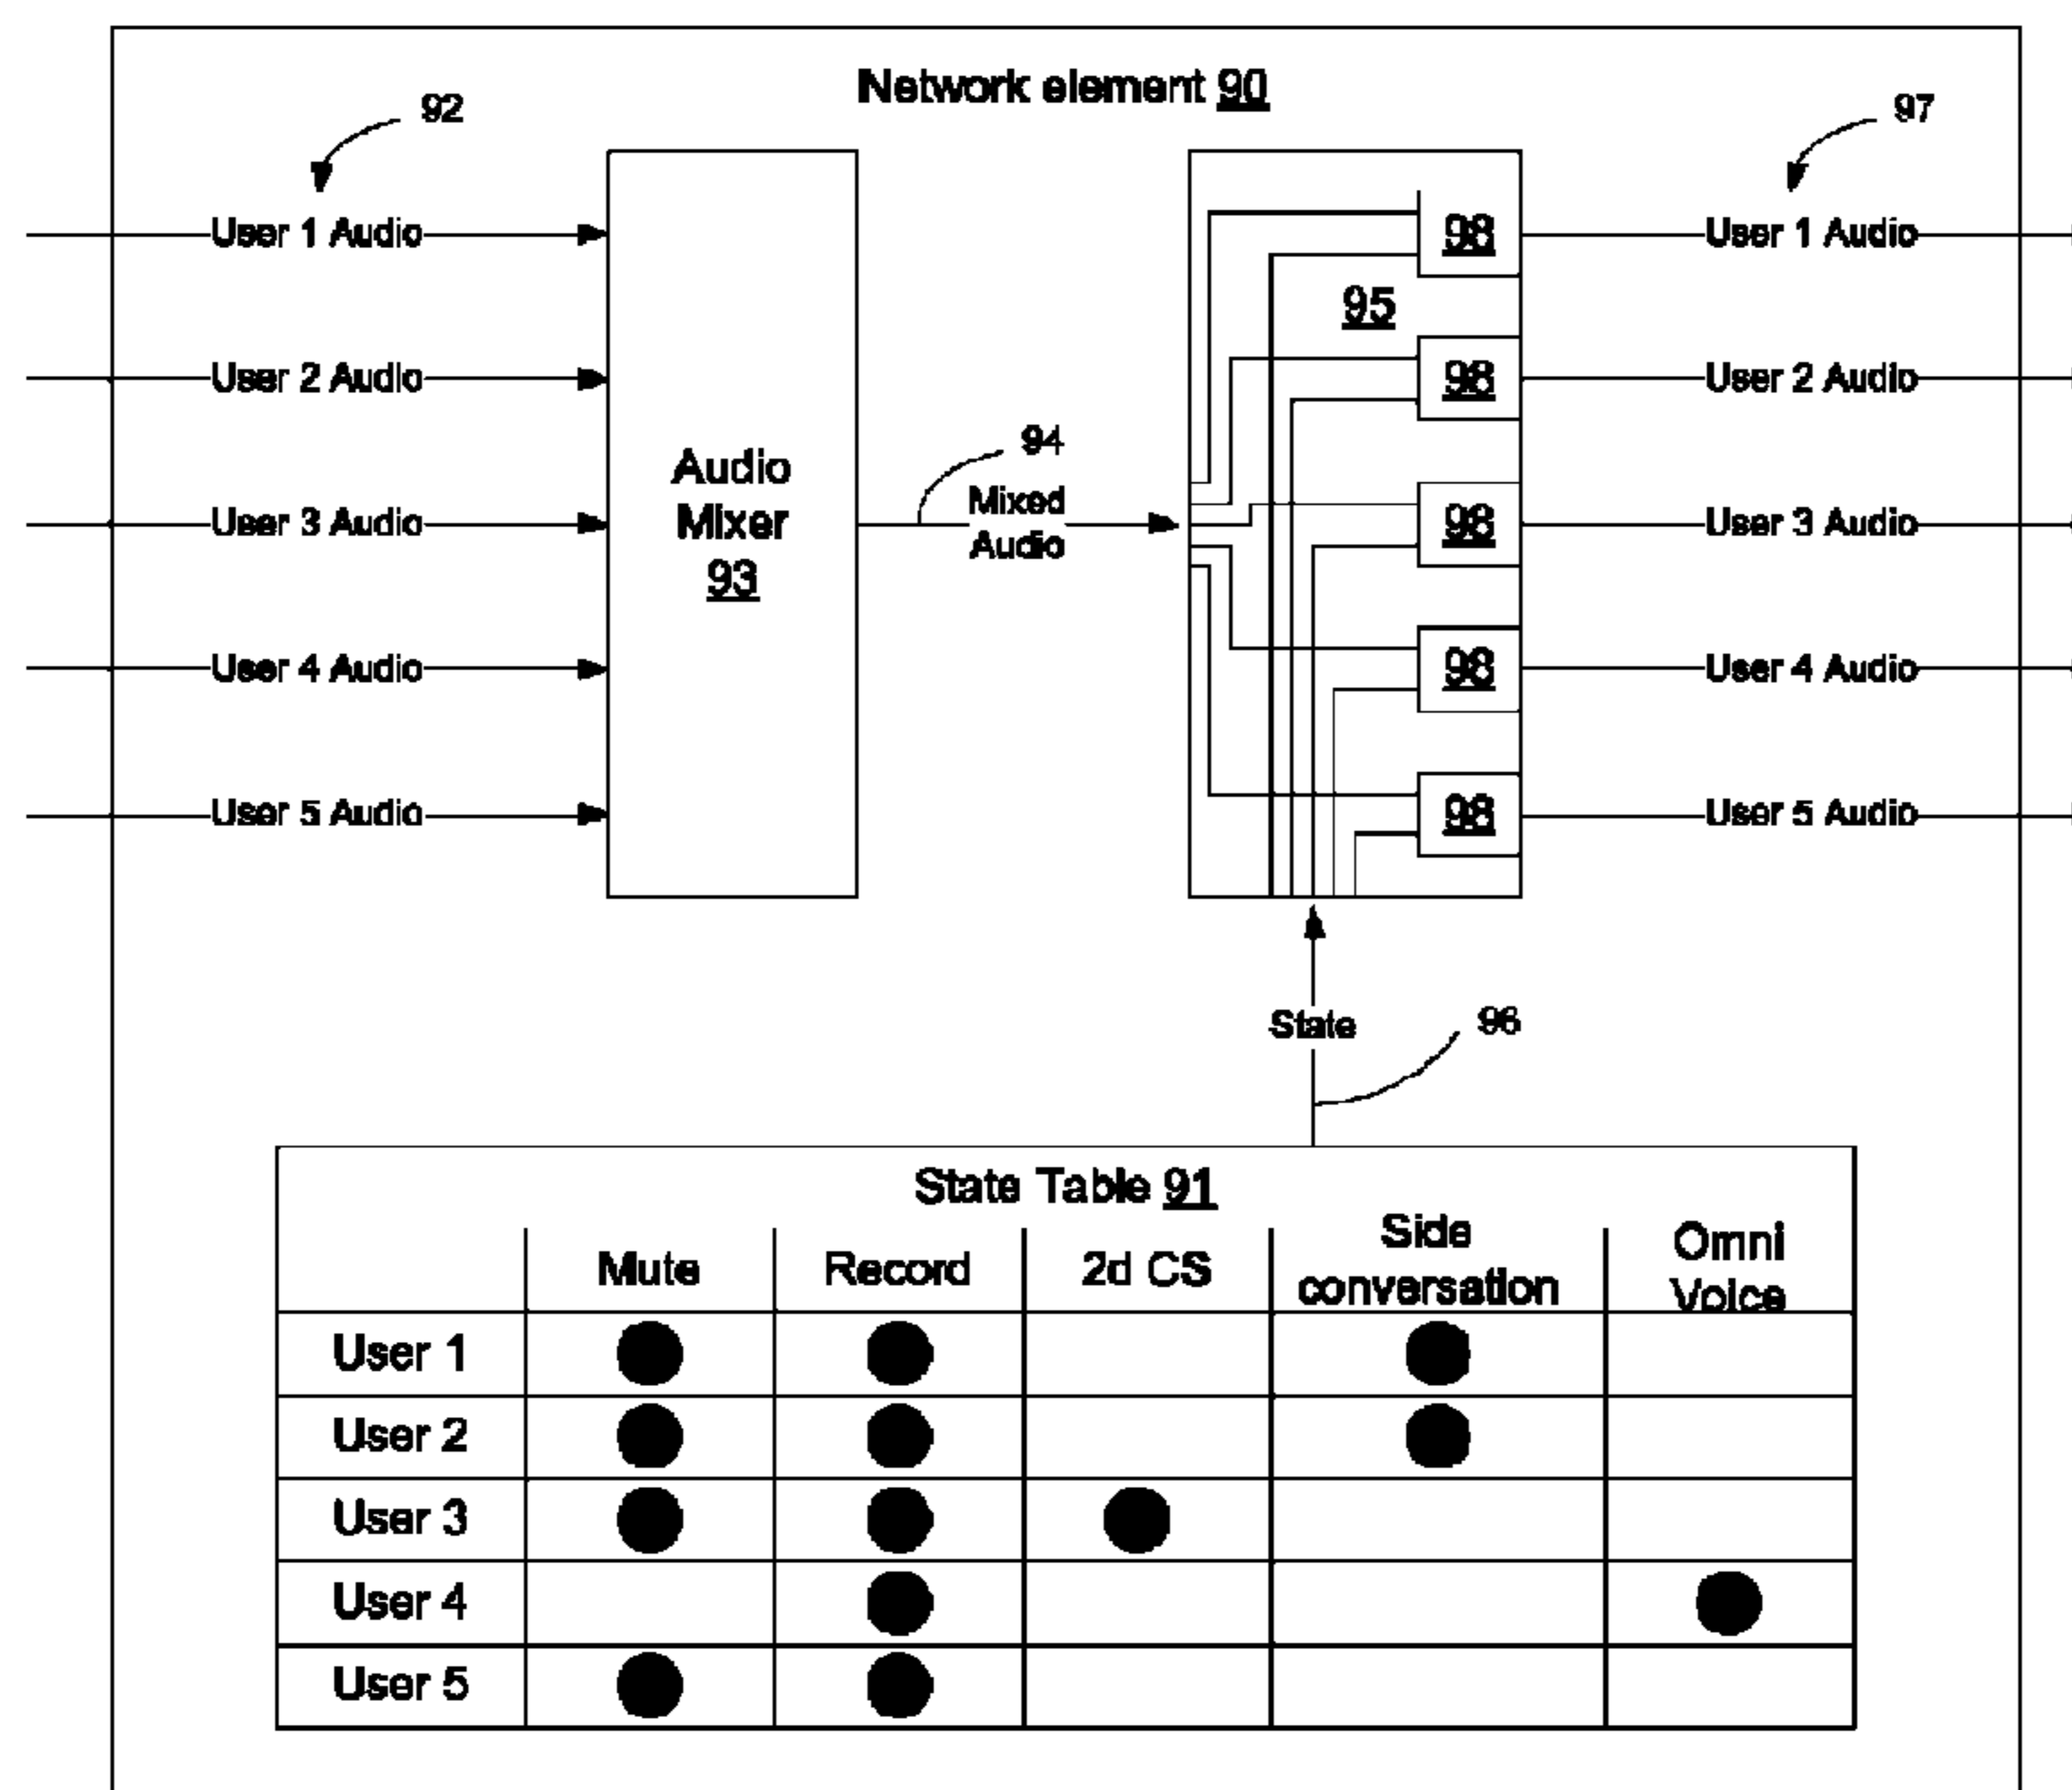 Network element 90
92
97
User 1 Audio
User 2 Audio
User 3 Audio
User 4 Audio
User 5 Audio
Audio
Mixer
93
94
Mixed
Audio
95
98
98
98
98
98
User 1 Audio
User 2 Audio
User 3 Audio
User 4 Audio
User 5 Audio
State
96
State Table 91
Mute Record 2d CS Side conversation Omni Voice
User 1
User 2
User 3
User 4
User 5